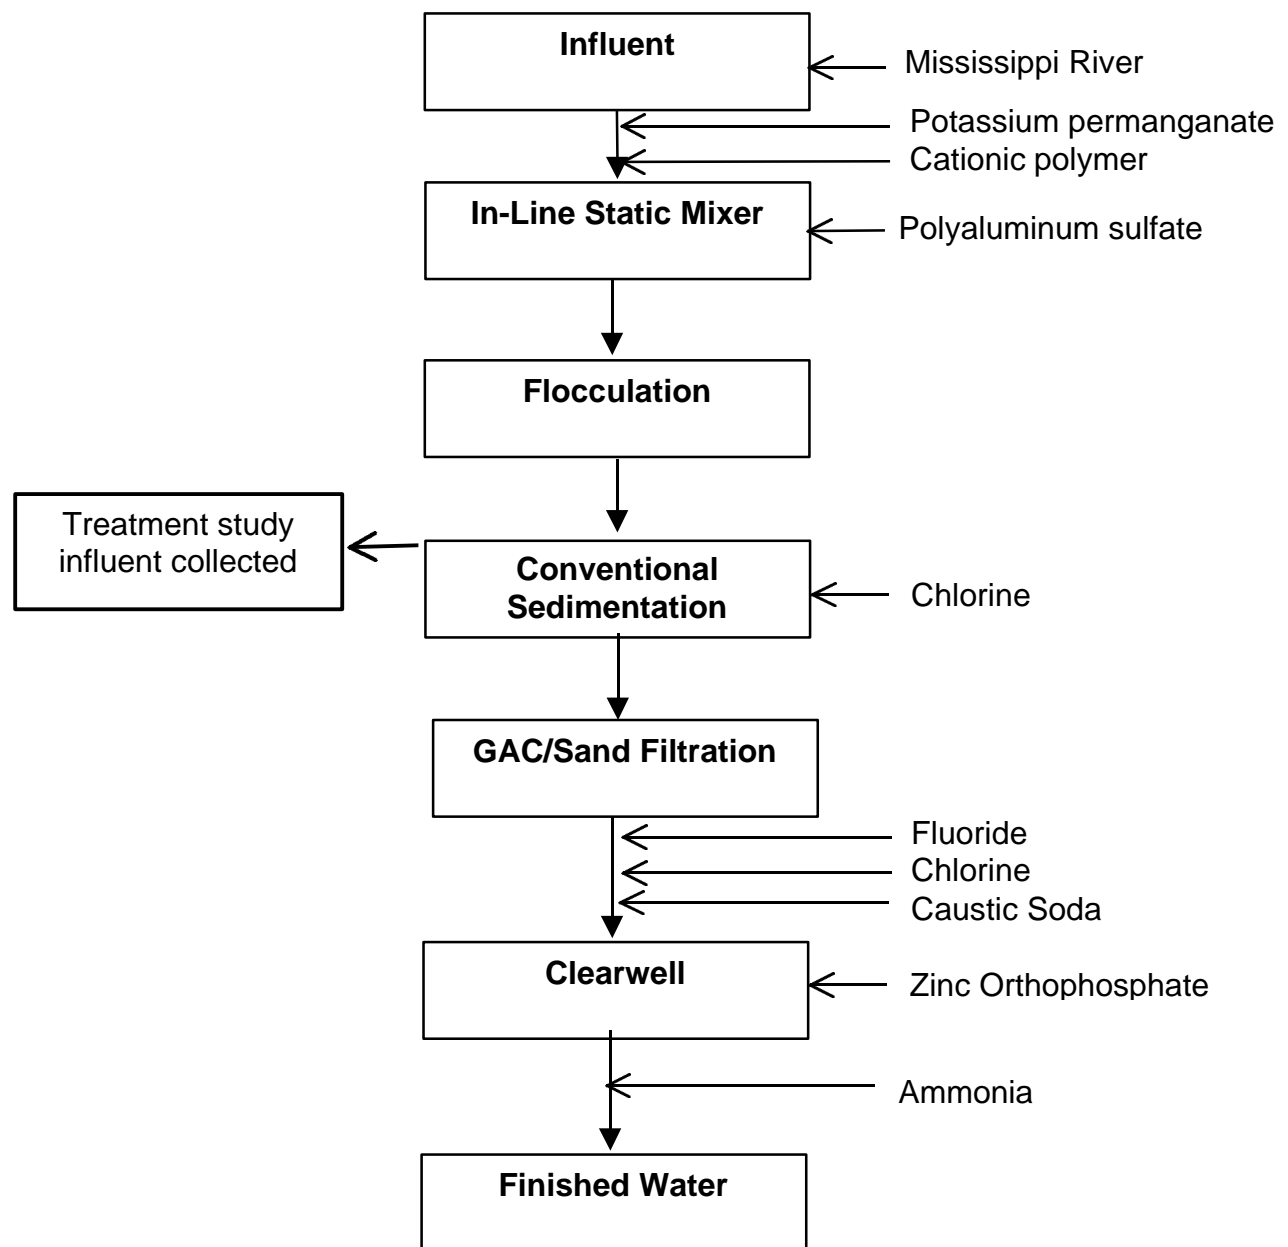 Influent
Mississippi River
Potassium permanganate
Cationic polymer
In-Line Static Mixer
Polyaluminum sulfate
Flocculation
Treatment study
influent collected
Conventional
Sedimentation
Chlorine
GAC/Sand Filtration
Fluoride
Chlorine
Caustic Soda
Clearwell
Zinc Orthophosphate
Ammonia
Finished Water